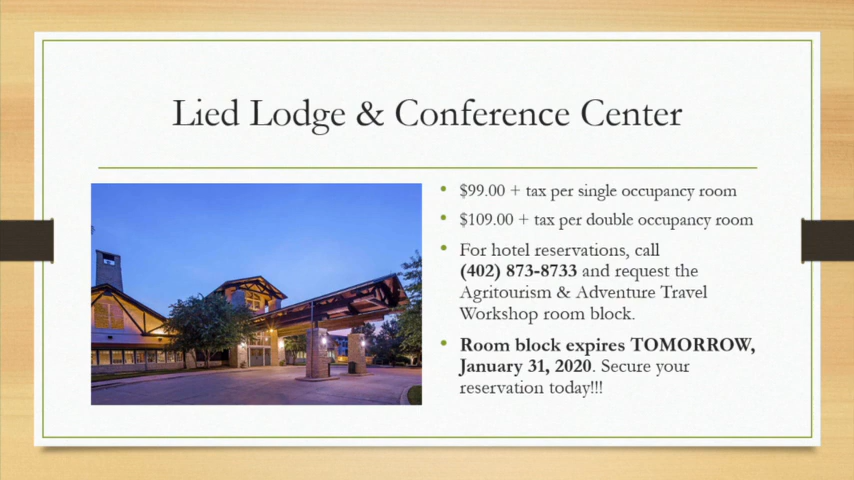 Lied Lodge & Conference Center
• $99.00 + tax per single occupancy room
• $109.00 + tax per double occupancy room
• For hotel reservations, call
(402) 873-8733 and request the
Agritourism & Adventure Travel
Workshop room block.
• Room block expires TOMORROW,
January 31, 2020. Secure your
reservation today!!!